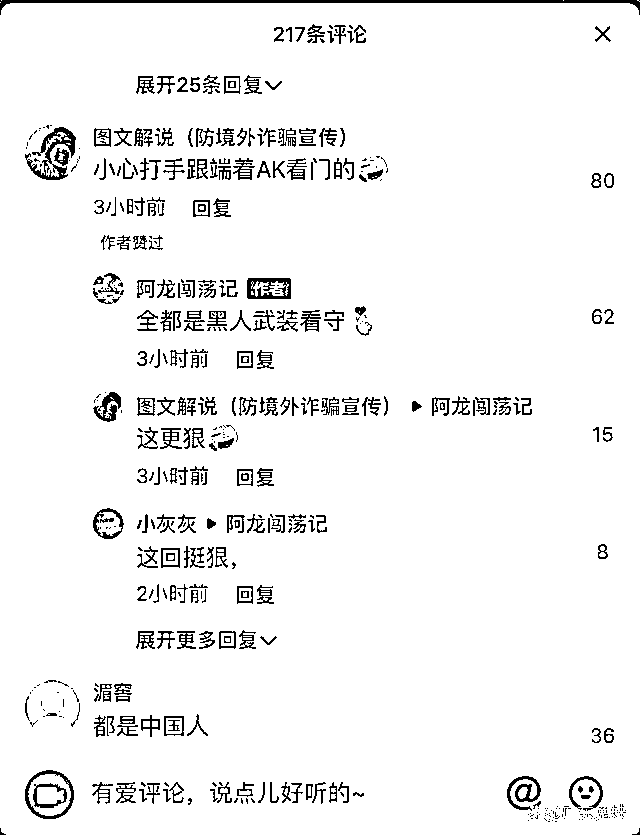 217条评论
展开25条回复
图文解说（防境外诈骗宣传）
小心打手跟端着AK看门的
80
3小时前 回复
作者赞过
阿龙闯荡记 作者
全都是黑人武装看守
62
3小时前 回复
图文解说（防境外诈骗宣传） ▶ 阿龙闯荡记
这更狠
15
3小时前 回复
小灰灰 ▶ 阿龙闯荡记
这回挺狠，
8
2小时前 回复
展开更多回复
湄窖
都是中国人
36
有爱评论，说点儿好听的~
@